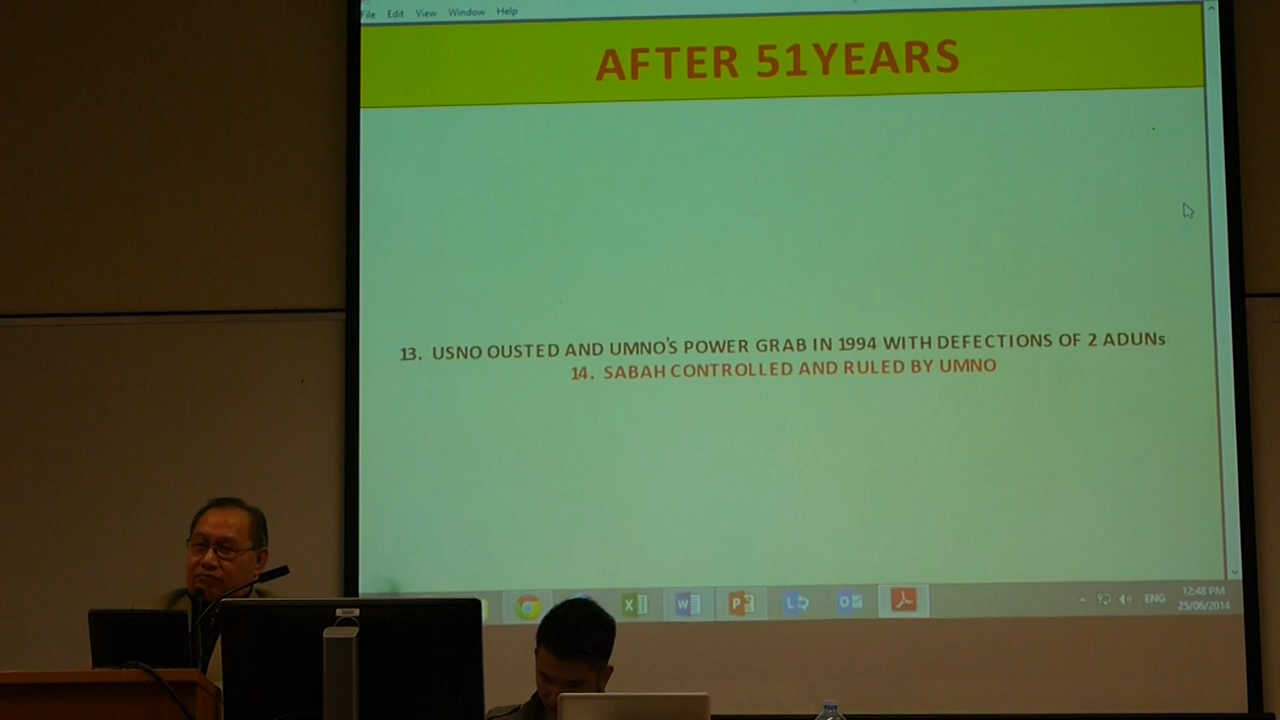 File Edit View Window Help
AFTER 51YEARS
13. USNO OUSTED AND UMNO'S POWER GRAB IN 1994 WITH DEFECTIONS OF 2 ADUNs
14. SABAH CONTROLLED AND RULED BY UMNO
ENG
12:48 PM
25/06/2014